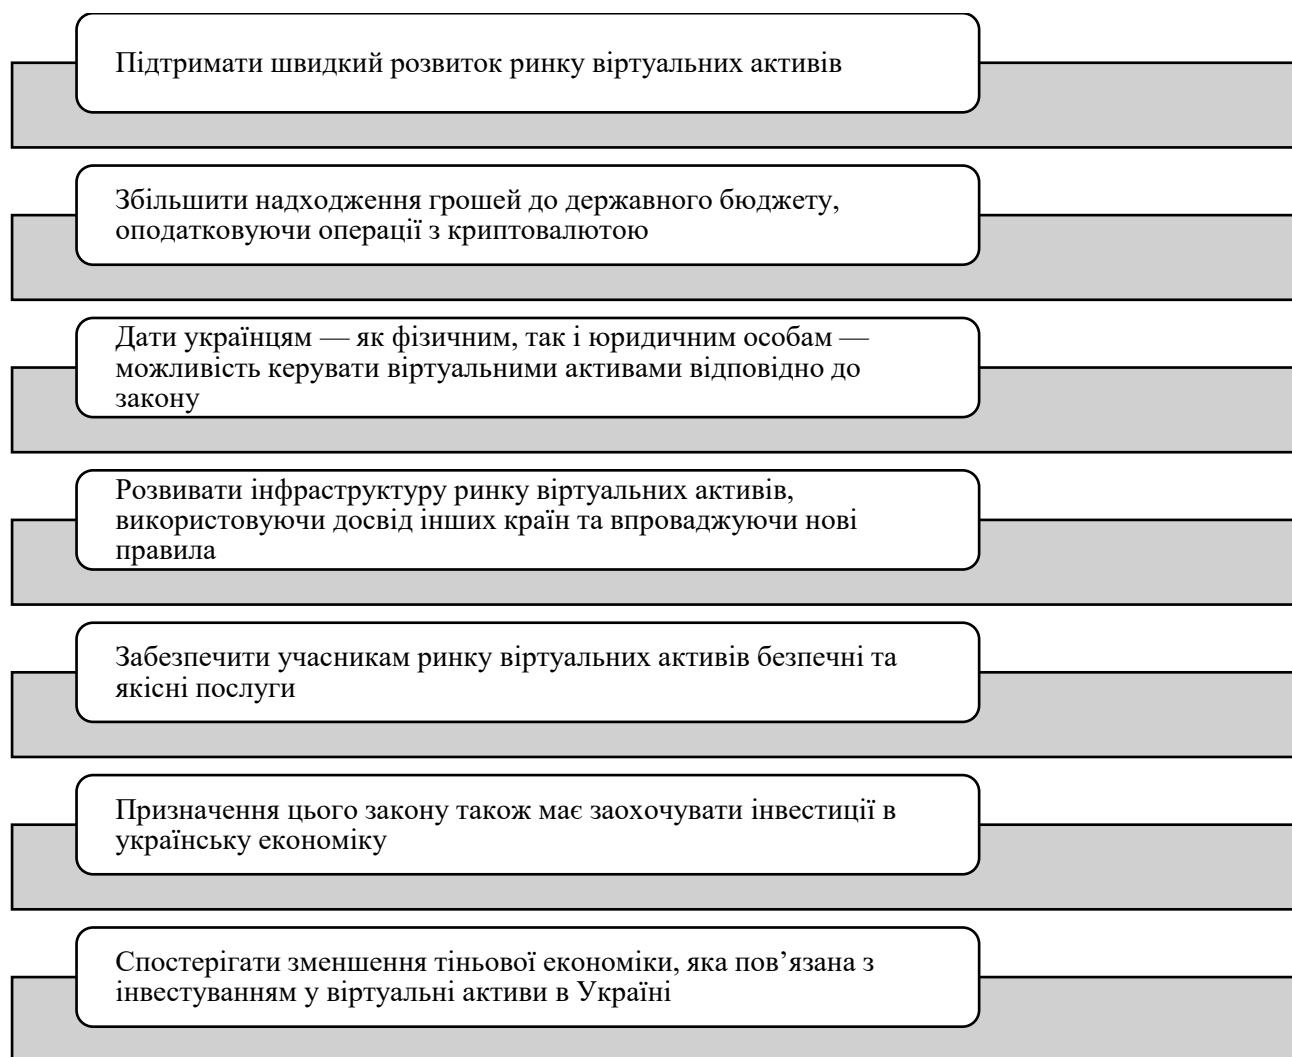 Підтримати швидкий розвиток ринку віртуальних активів
Збільшити надходження грошей до державного бюджету,
оподатковуючи операції з криптовалютою
Дати українцям — як фізичним, так і юридичним особам —
можливість керувати віртуальними активами відповідно до
закону
Розвивати інфраструктуру ринку віртуальних активів,
використовуючи досвід інших країн та впроваджуючи нові
правила
Забезпечити учасникам ринку віртуальних активів безпечні та
якісні послуги
Призначення цього закону також має заохочувати інвестиції в
українську економіку
Спостерігати зменшення тіньової економіки, яка пов’язана з
інвестуванням у віртуальні активи в Україні